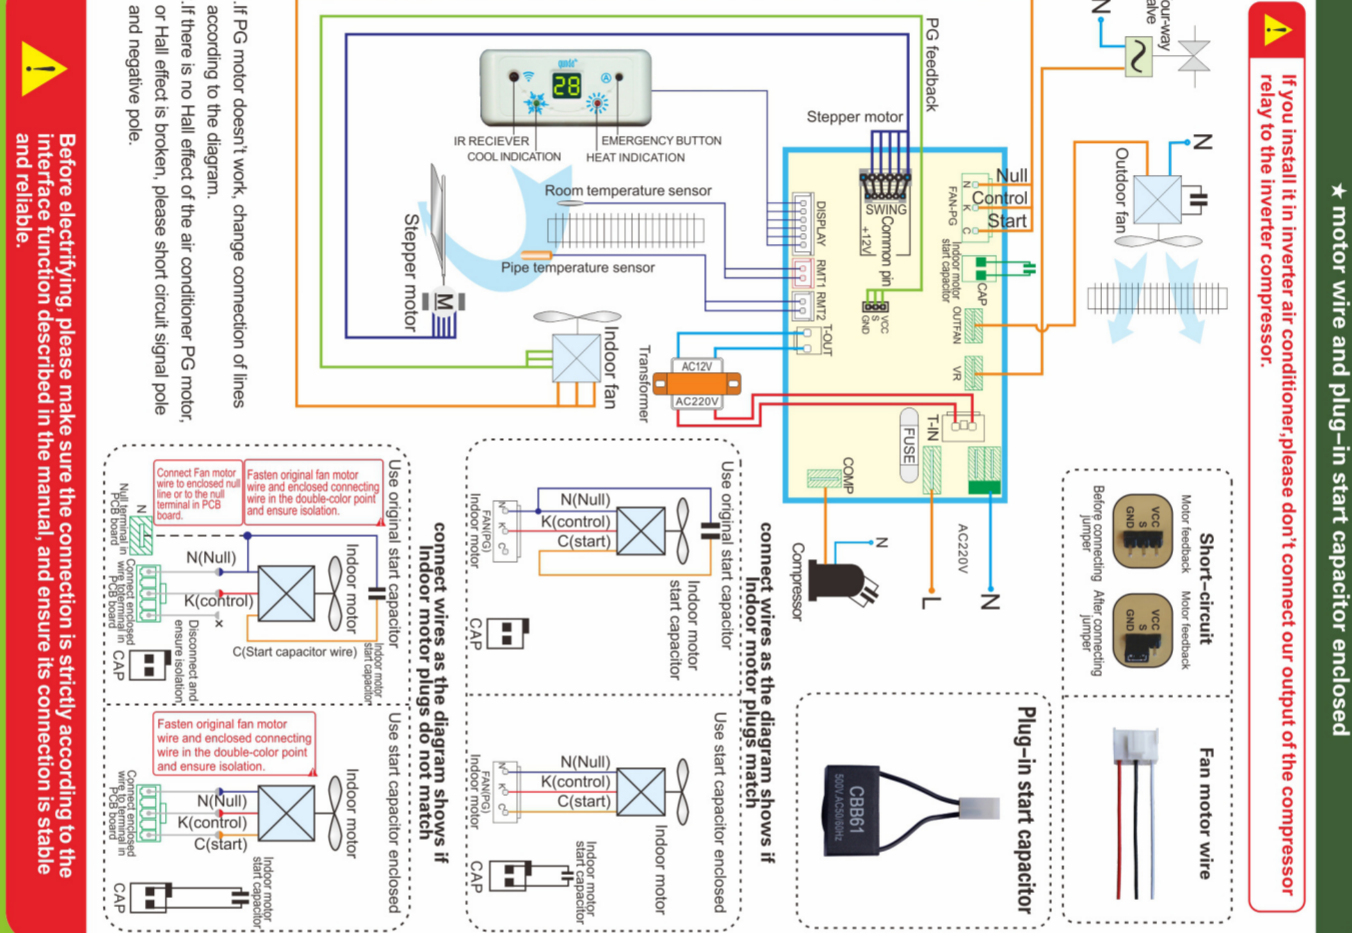 ★ motor wire and plug-in start capacitor enclosed
If you install it in inverter air conditioner,please don't connect our output of the compressor
relay to the inverter compressor.
our-way
alve
N
N
Outdoor fan
PG feedback
Stepper motor
SWING
Common pin
+12V
Null
Control
Start
N
K
C
FAN-PG
Indoor motor
start capacitor
CAP
OUTFAN
VR
VCC
S
GND
DISPLAY
RMT1
RMT2
T-OUT
T-IN
FUSE
COMP
28
IR RECIEVER
COOL INDICATION
EMERGENCY BUTTON
HEAT INDICATION
Room temperature sensor
Pipe temperature sensor
Stepper motor
M
Indoor fan
Transformer
AC12V
AC220V
Compressor
N
AC220V
L
N
.If PG motor doesn't work, change connection of lines
according to the diagram.
.If there is no Hall effect of the air conditioner PG motor,
or Hall effect is broken, please short circuit signal pole
and negative pole.
Short-circuit
Motor feedback
VCC
S
GND
Before connecting
jumper
Motor feedback
VCC
S
GND
After connecting
jumper
Fan motor wire
Plug-in start capacitor
CBB61
500V AC50/60Hz
connect wires as the diagram shows if
Indoor motor plugs match
Use original start capacitor
N(Null)
K(control)
C(start)
N
K
C
FAN(PG)
Indoor motor
Indoor motor
start capacitor
CAP
Use start capacitor enclosed
N(Null)
K(control)
C(start)
N
K
C
FAN(PG)
Indoor motor
Indoor motor
Indoor motor
start capacitor
CAP
connect wires as the diagram shows if
Indoor motor plugs do not match
Use original start capacitor
Connect Fan motor
wire to enclosed null
line or to the null
terminal in PCB
board.
Fasten original fan motor
wire and enclosed connecting
wire in the double-color point
and ensure isolation.
N
Null terminal in
PCB board
N(Null)
K(control)
Indoor motor
C(Start capacitor wire)
Connect enclosed
wire toterminal in
PCB board
Disconnect and
ensure isolation
Indoor motor
start capacitor
CAP
Use start capacitor enclosed
Fasten original fan motor
wire and enclosed connecting
wire in the double-color point
and ensure isolation.
N(Null)
K(control)
C(start)
Indoor motor
Connect enclosed
wire to terminal in
PCB board
Indoor motor
start capacitor
CAP
Before electrifying, please make sure the connection is strictly according to the
interface function described in the manual, and ensure its connection is stable
and reliable.